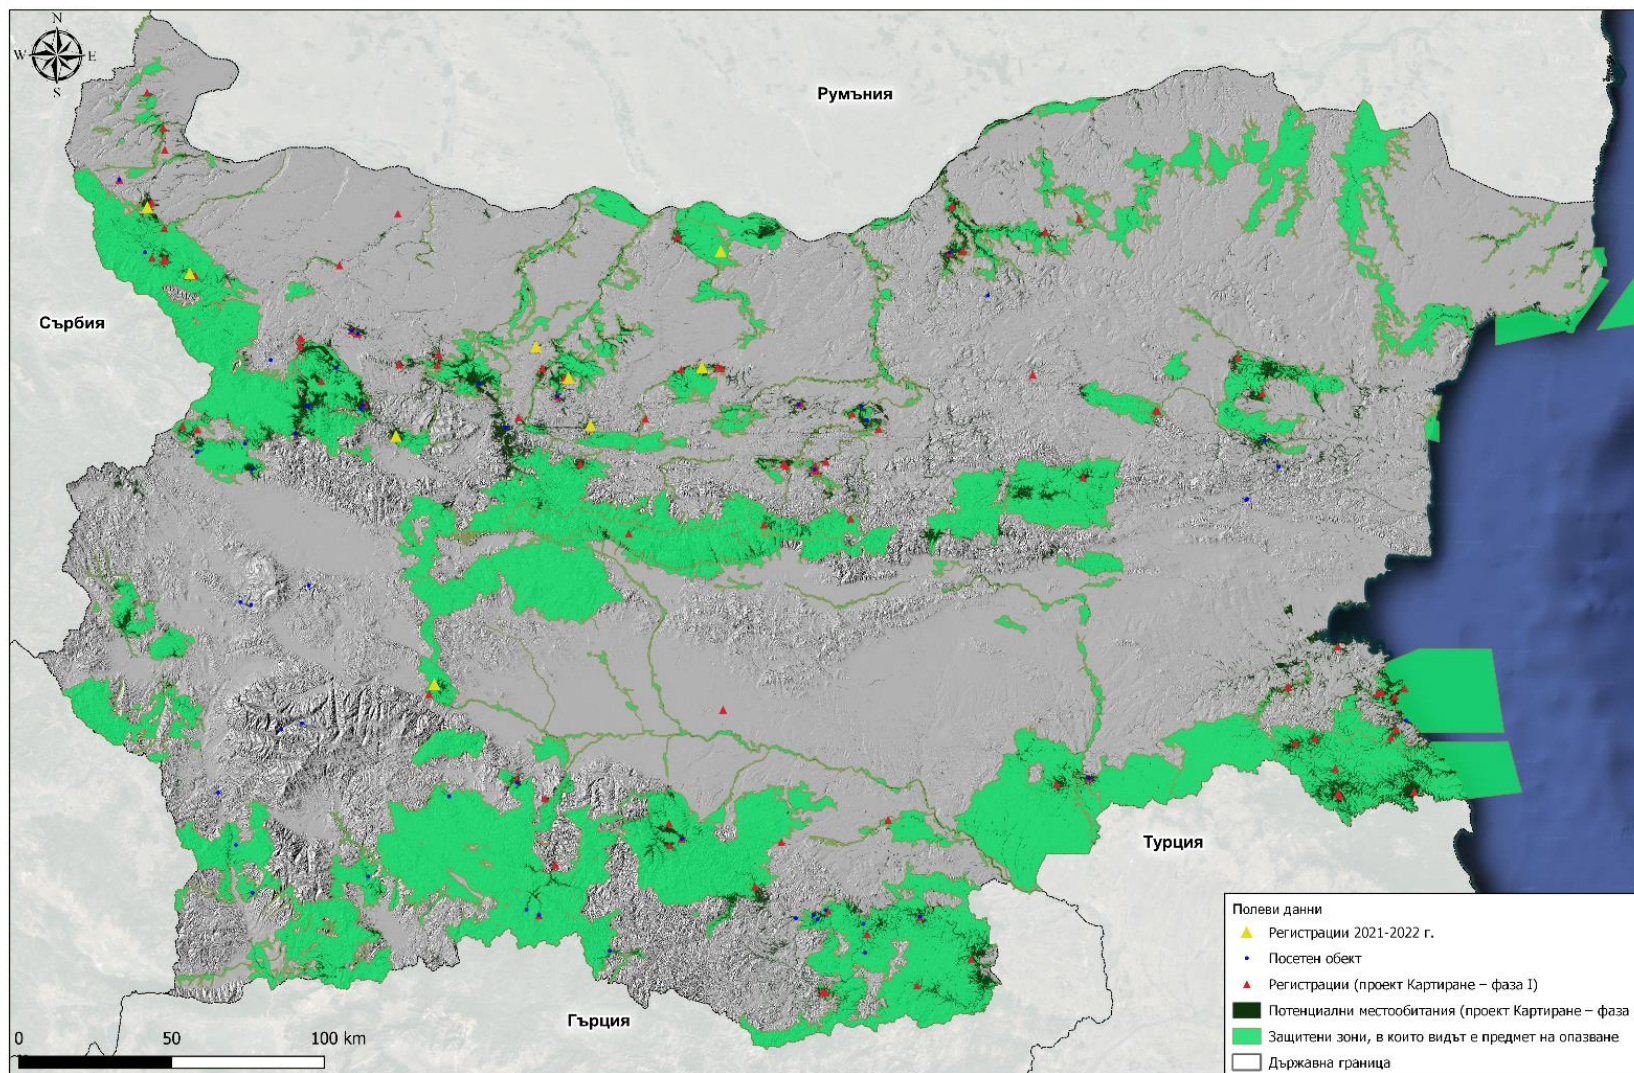 N
W E
S
Румъния
Сърбия
Турция
Гърция
0 50 100 km
Полеви данни
Регистрации 2021-2022 г.
Посетен обект
Регистрации (проект Картиране – фаза I)
Потенциални местообитания (проект Картиране – фаза
Защитени зони, в които видът е предмет на опазване
Държавна граница